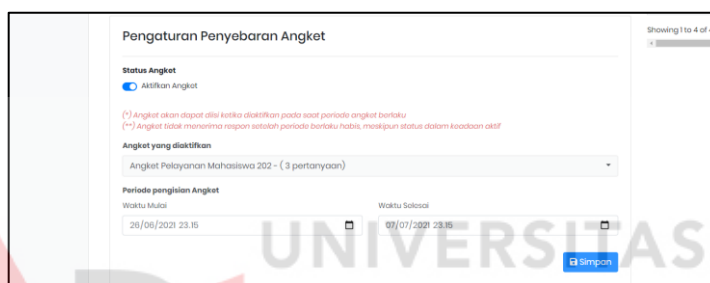 Pengaturan Penyebaran Angket
Showing 1 to 4 of
Status Angket
Aktifkan Angket
(*) Angket akan dapat diisi ketika diaktifkan pada saat periode angket berlaku
(**) Angket tidak menerima respon setelah periode berlaku habis, meskipun status dalam keadaan aktif
Angket yang diaktifkan
Angket Pelayanan Mahasiswa 202 - ( 3 pertanyaan)
Periode pengisian Angket
Waktu Mulai Waktu Selesai
26/06/2021 23.15 07/07/2021 23.15
UNIVERSITAS
Simpan